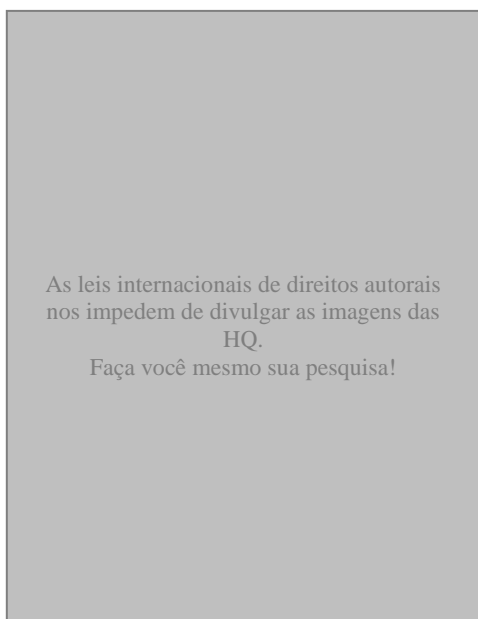 As leis internacionais de direitos autorais
nos impedem de divulgar as imagens das
HQ.
Faça você mesmo sua pesquisa!